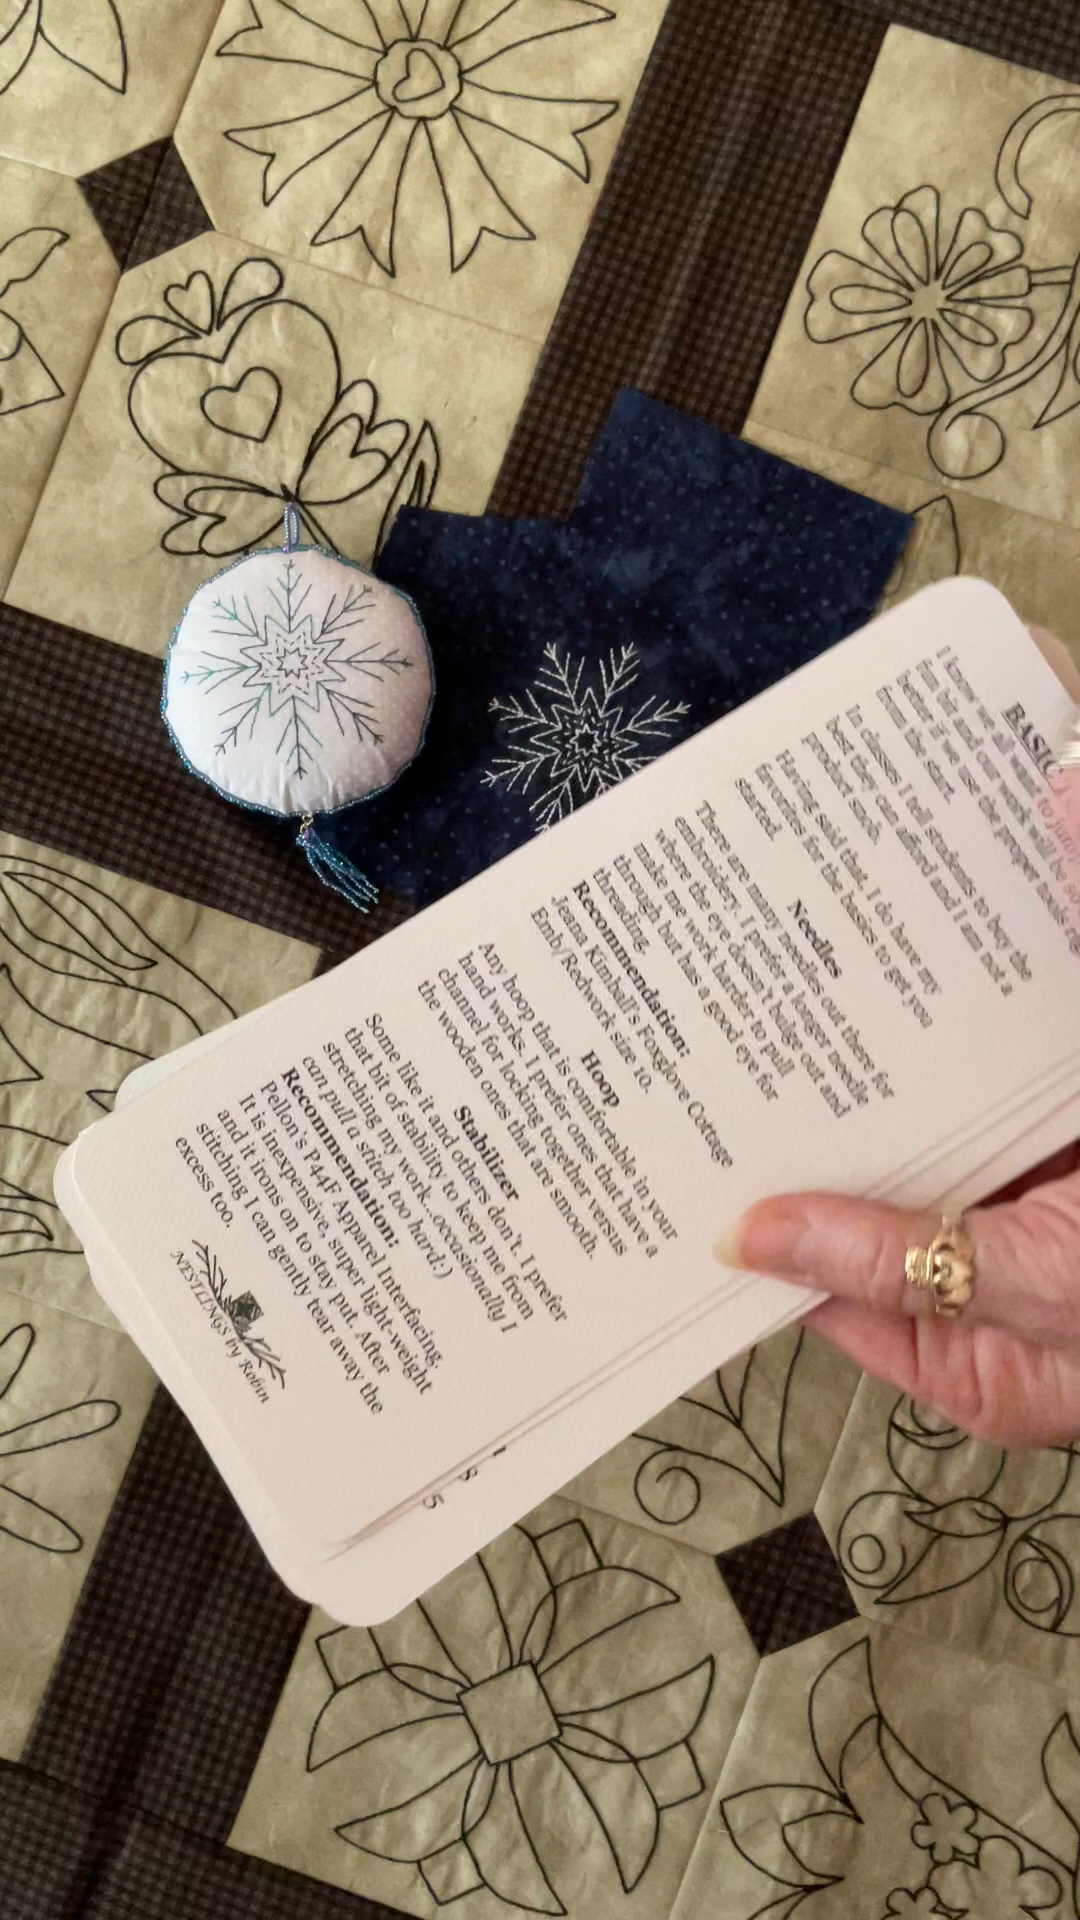 BASIC
I know we all want to jump
fun bit and our work will be so
better if we use the proper tools ri
from the start.
In classes I tell students to buy the
best they can afford and I am not a
product snob.
Having said that, I do have my
favorites for the basics to get you
started.
Needles
There are many needles out there for
embroidery. I prefer a longer needle
where the eye doesn't bulge out and
make me work harder to pull
through but has a good eye for
threading.
Recommendation:
Jeana Kimball's Foxglove Cottage
Emb/Redwork size 10.
Hoop
Any hoop that is comfortable in your
hand works. I prefer ones that have a
channel for locking together versus
the wooden ones that are smooth.
Stabilizer
Some like it and others don't. I prefer
that bit of stability to keep me from
stretching my work...occasionally I
can pull a stitch too hard:)
Recommendation:
Pellon's P44F Apparel Interfacing.
It is inexpensive, super light-weight
and it irons on to stay put. After
stitching I can gently tear away the
excess too.
NESTLINGS by Robin
8
5